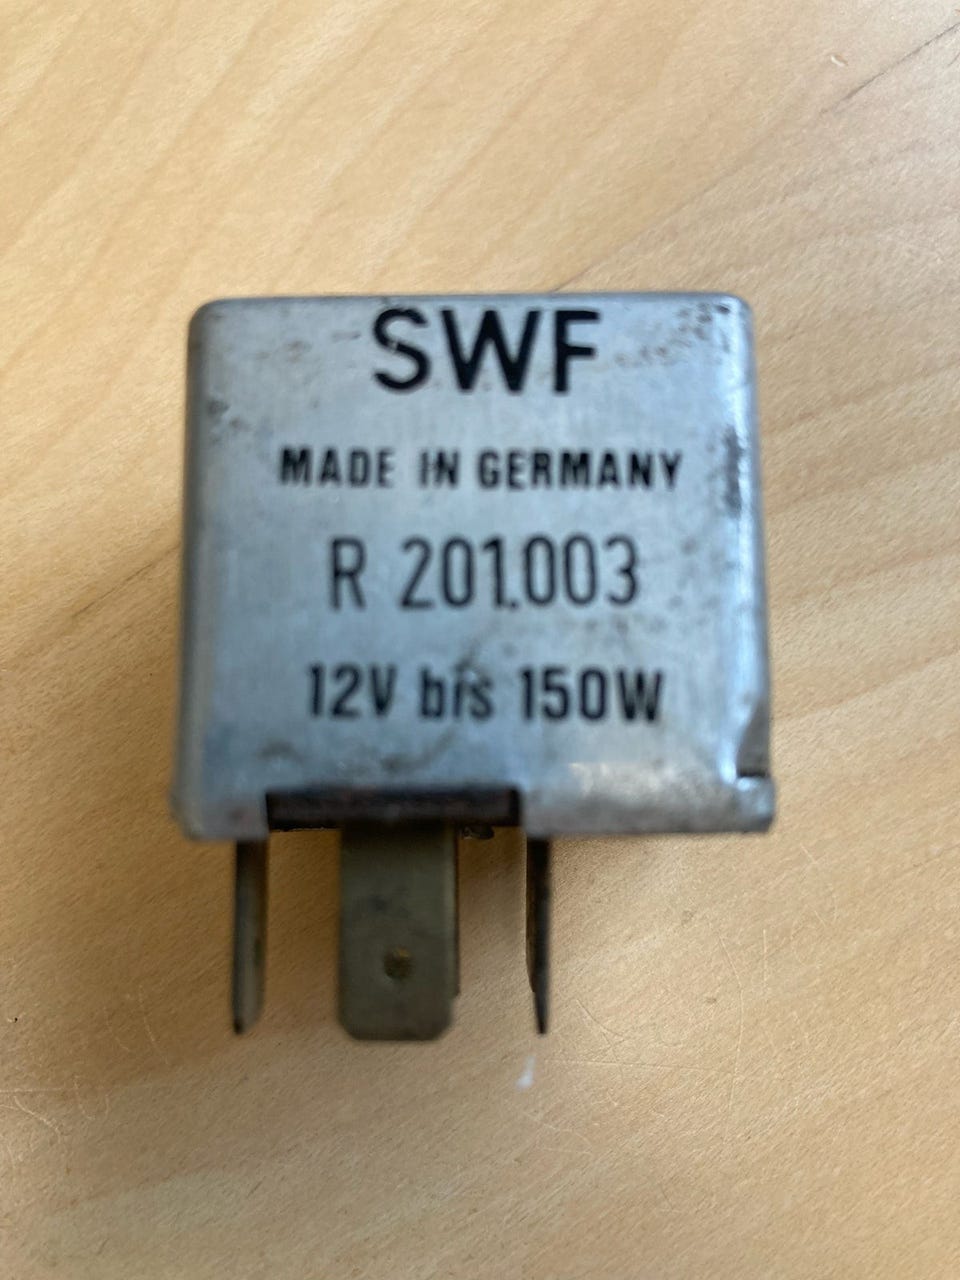 SWF
MADE IN GERMANY
R 201.003
12V bis 150W